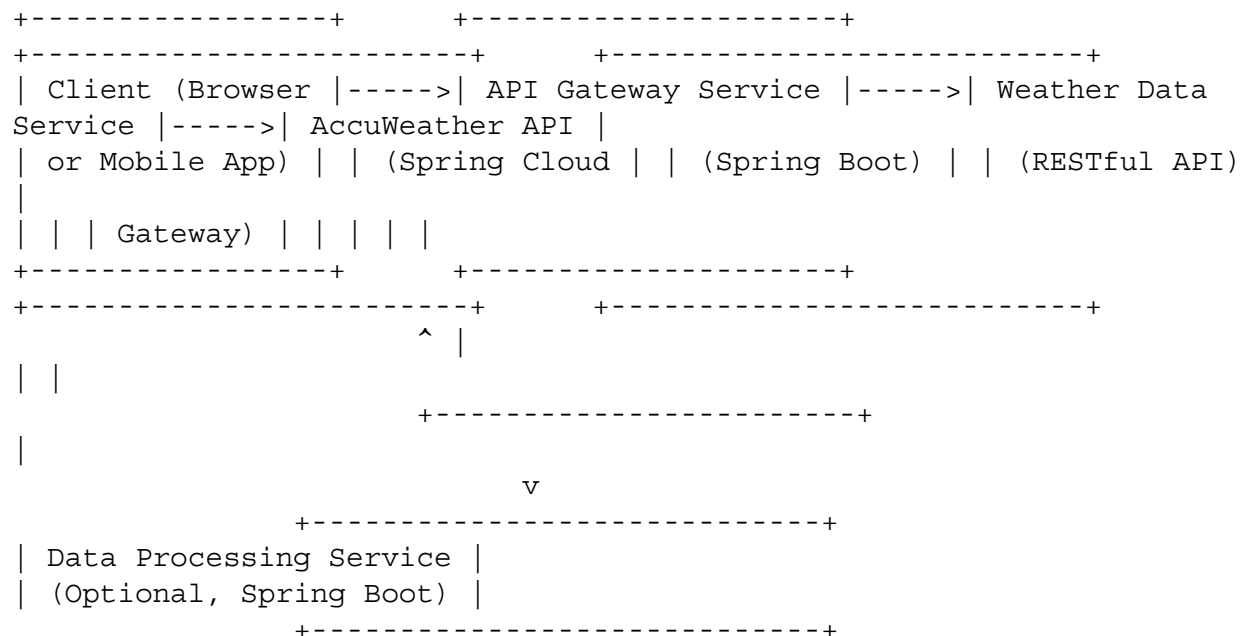 +-----------------+      +---------------------+
+-------------------------+      +---------------------------+
| Client (Browser |----->| API Gateway Service |----->| Weather Data
Service |----->| AccuWeather API |
| or Mobile App) | | (Spring Cloud | | (Spring Boot) | | (RESTful API)
|
| | | Gateway) | | | | |
+-----------------+      +---------------------+
+-------------------------+      +---------------------------+
                       ^ |
| |
                       +------------------------+
|
                             v
                +-----------------------------+
| Data Processing Service |
| (Optional, Spring Boot) |
                +-----------------------------+